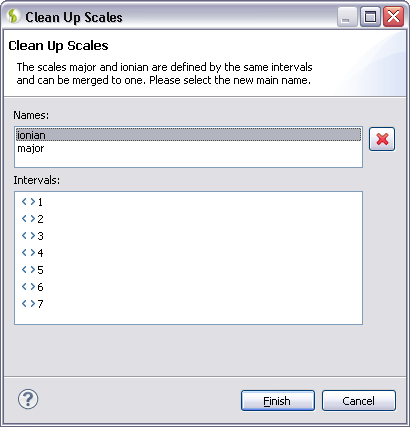 Clean Up Scales
Clean Up Scales
The scales major and ionian are defined by the same intervals
and can be merged to one. Please select the new main name.
Names:
ionian
major
Intervals:
<> 1
<> 2
<> 3
<> 4
<> 5
<> 6
<> 7
?
Finish
Cancel